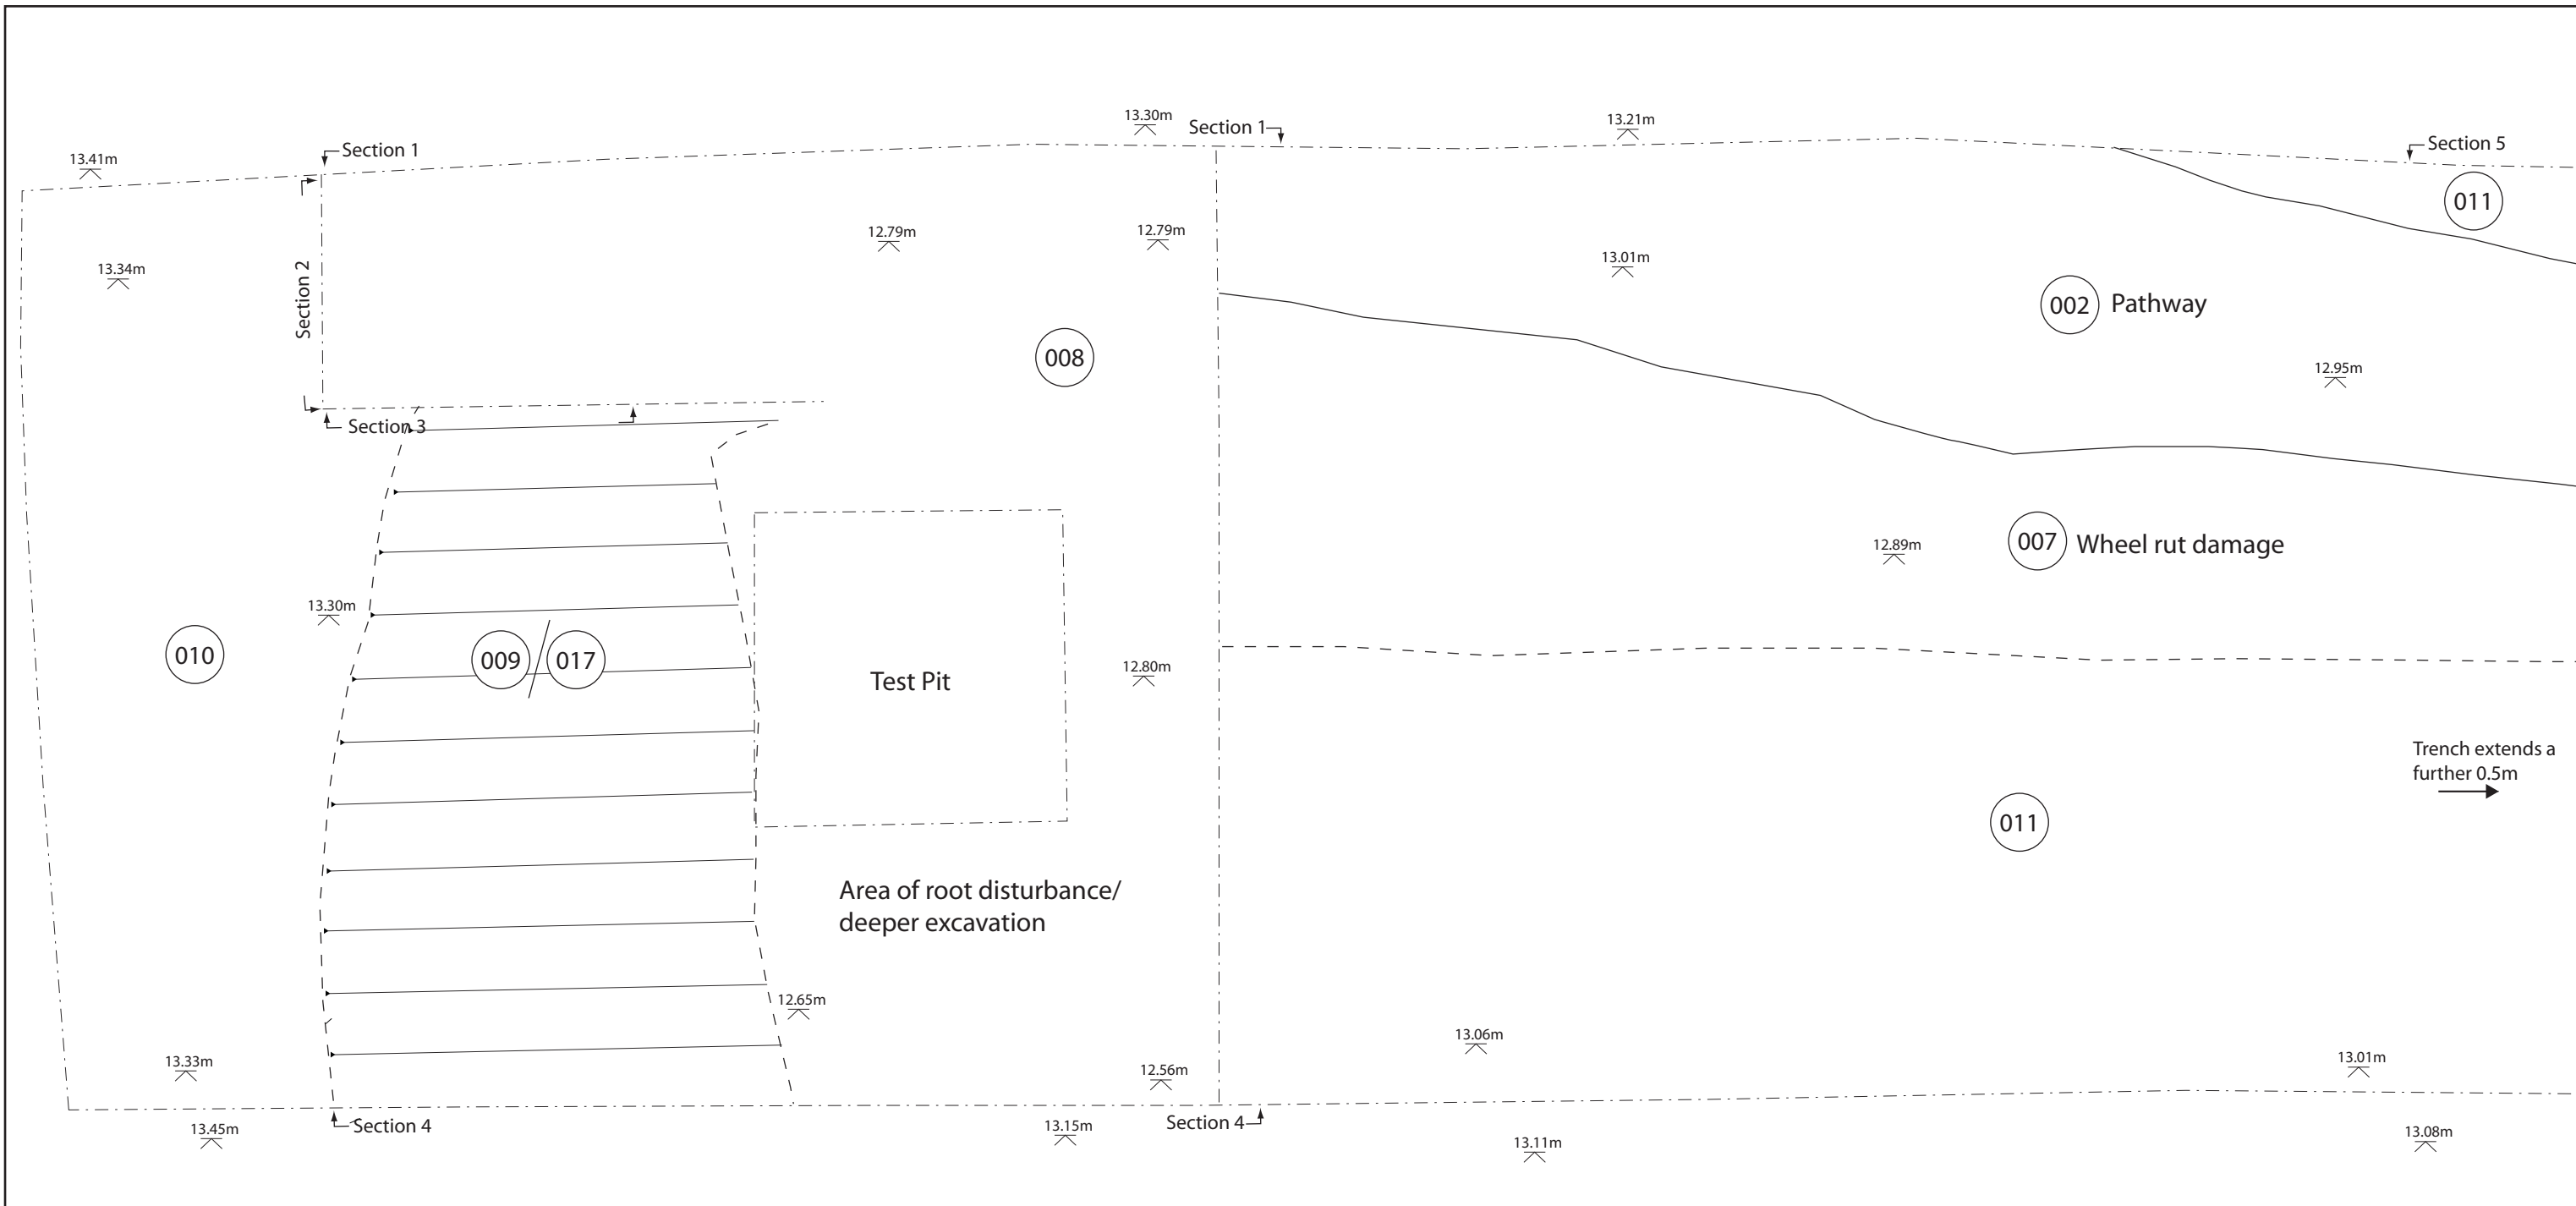 13.30m
13.21m
Section 1
Section 5
Section 1
13.41m
011
12.79m
12.79m
13.01m
13.34m
Section 2
002 Pathway
008
12.95m
Section 3
007 Wheel rut damage
12.89m
13.30m
010
009/017
12.80m
Test Pit
Trench extends a
further 0.5m
011
Area of root disturbance/
deeper excavation
12.65m
13.06m
13.33m
12.56m
13.01m
Section 4
Section 4
13.45m
13.15m
13.11m
13.08m